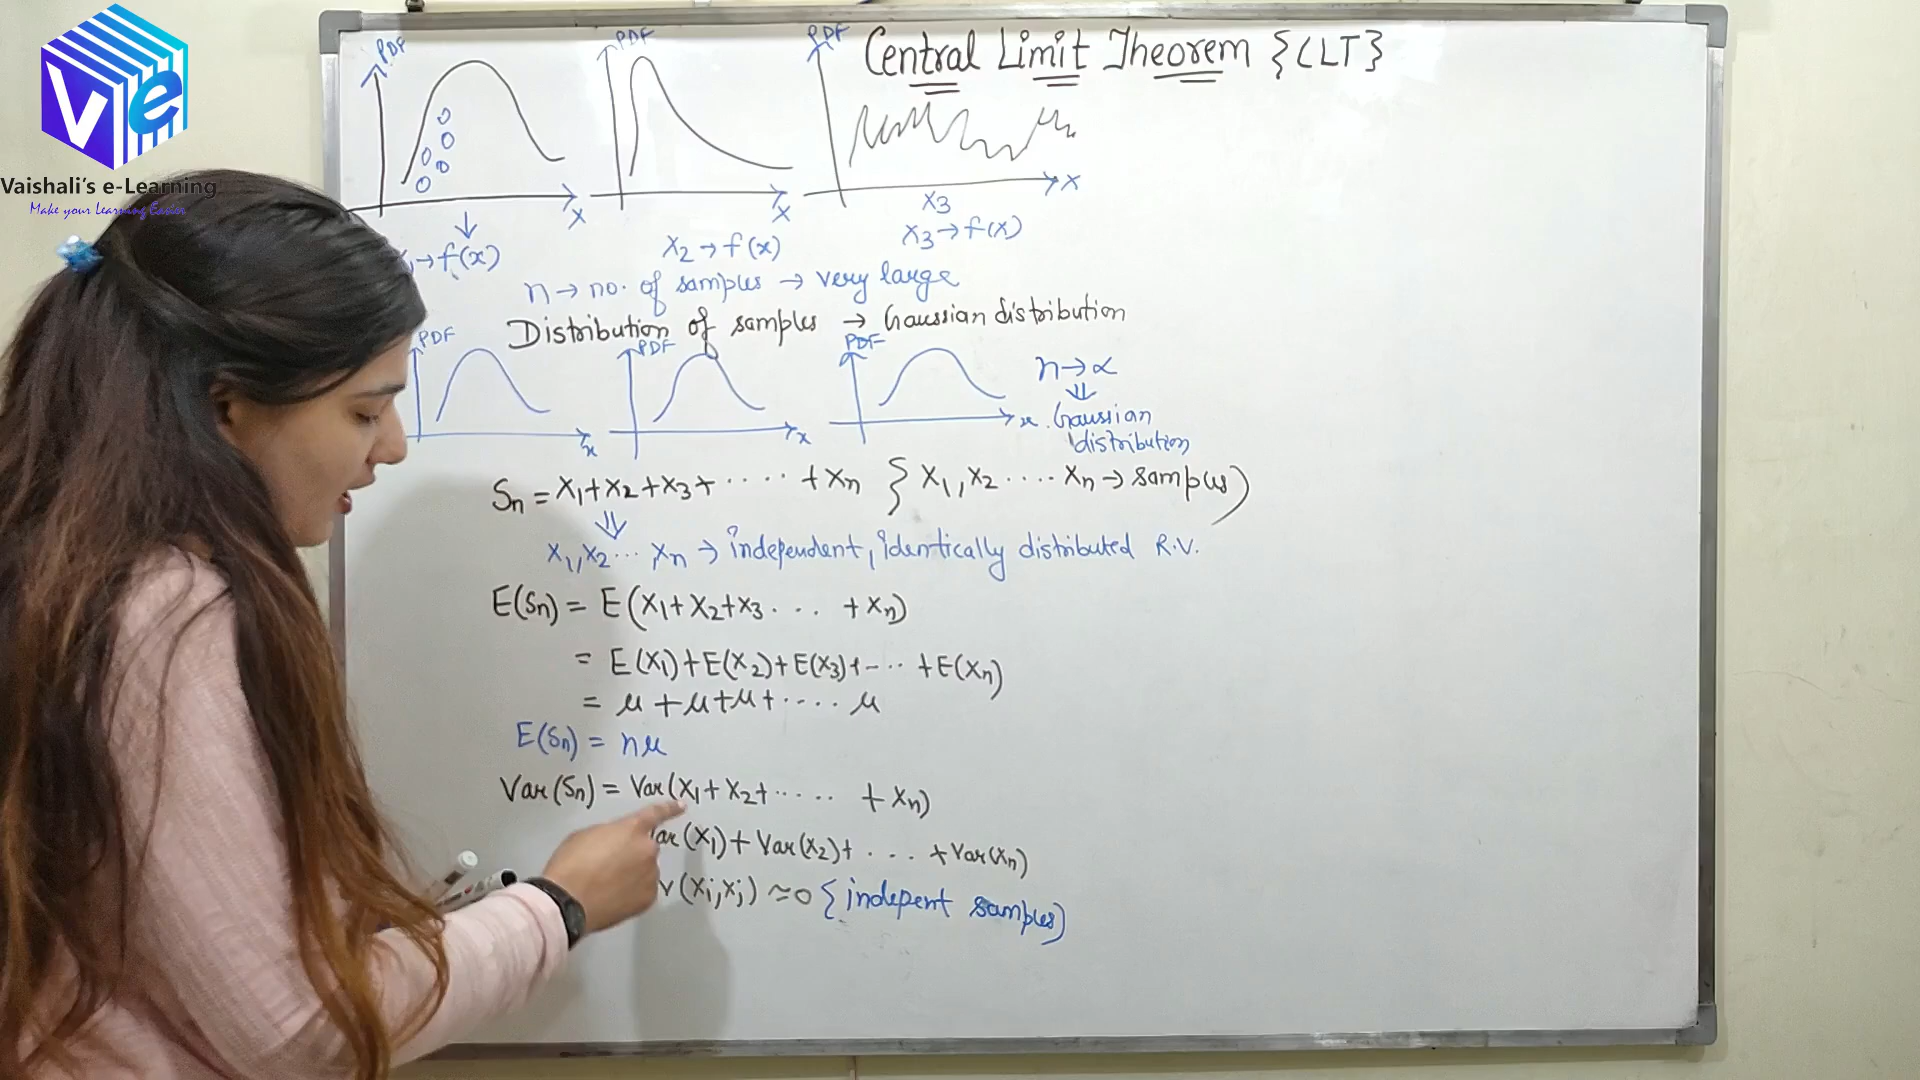 Ve
Vaishali's e-Learning
Make your Learning Easier
Central Limit Theorem {CLT}
PDF
PDF
PDF
x
x
x
x3
→f(x)
x2→f(x)
x3→f(x)
n→no. of samples → very large
Distribution of samples → Gaussian distribution
PDF
PDF
PDF
x
x
x
n→∝
⇓
Gaussian
distribution
Sn = x1+x2+x3+ ····· +xn {x1,x2 ···· xn→samples)
⇓
x1,x2··· ,xn → independent, identically distributed R.V.
E(Sn) = E(x1+x2+x3 ... +xn)
= E(x1)+E(x2)+E(x3)+-··· +E(xn)
= μ+μ+μ+····· μ
E(Sn) = nμ
Var(Sn) = Var(x1+x2+····· +xn)
ar(x1)+Var(x2)+ .... +Var(xn)
v(xi,xj) ≈0 {indepent samples)